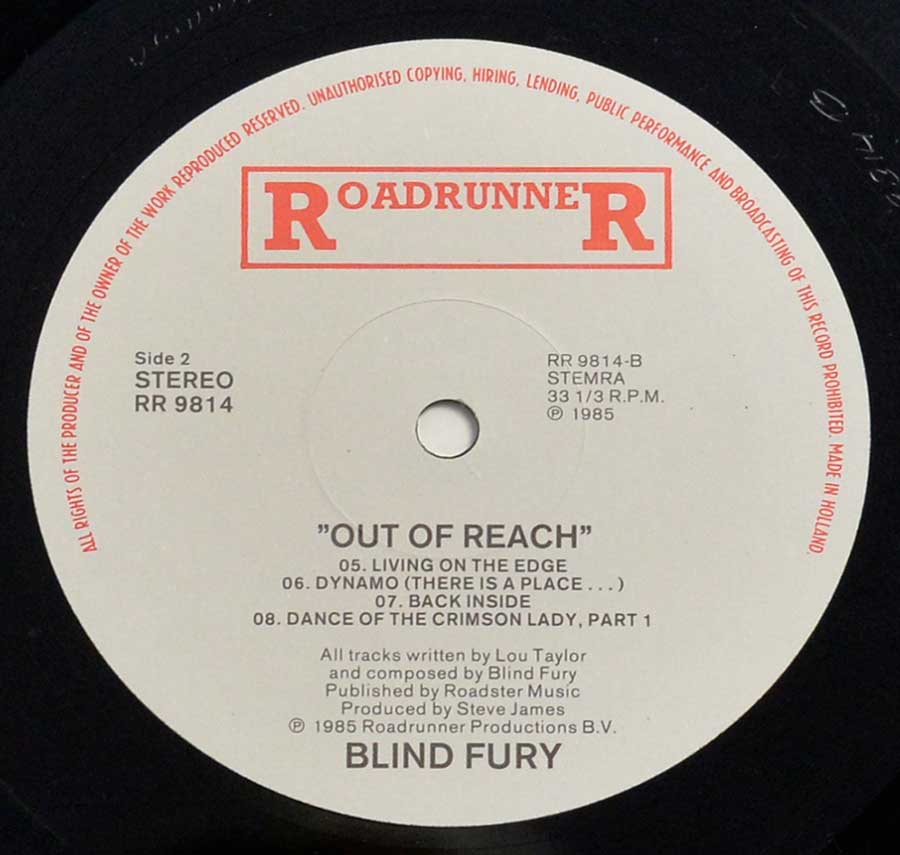 ALL RIGHTS OF THE PRODUCER AND OF THE OWNER OF THE WORK REPRODUCED RESERVED. UNAUTHORISED COPYING, HIRING, LENDING, PUBLIC PERFORMANCE AND BROADCASTING OF THIS RECORD PROHIBITED. MADE IN HOLLAND.
ROADRUNNER
Side 2
STEREO
RR 9814
RR 9814-B
STEMRA
33 1/3 R.P.M.
℗ 1985
”OUT OF REACH”
05. LIVING ON THE EDGE
06. DYNAMO (THERE IS A PLACE . . . )
07. BACK INSIDE
08. DANCE OF THE CRIMSON LADY, PART 1
All tracks written by Lou Taylor
and composed by Blind Fury
Published by Roadster Music
Produced by Steve James
℗ 1985 Roadrunner Productions B.V.
BLIND FURY